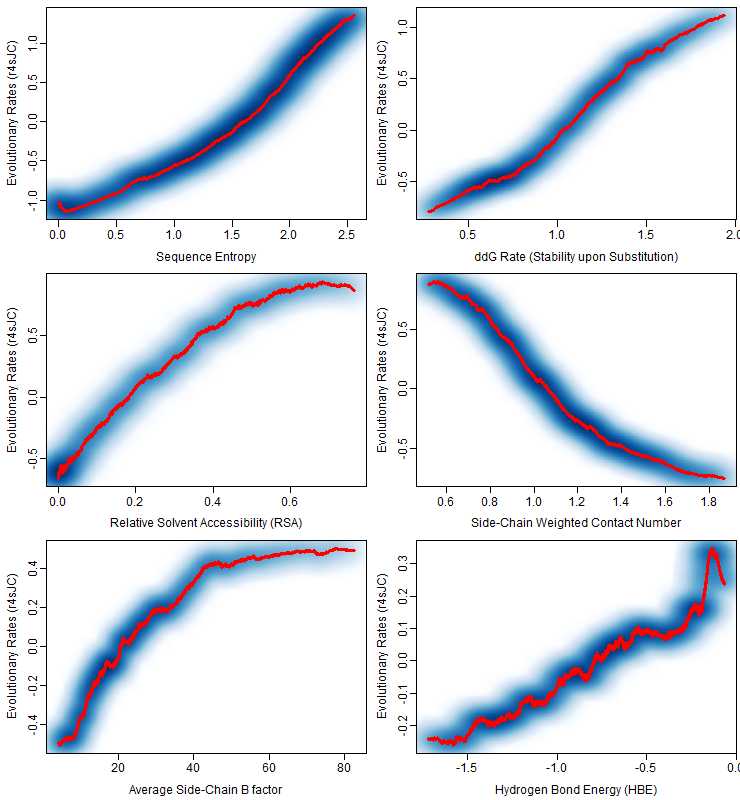 Evolutionary Rates (r4sJC)
1.0
0.5
0.0
-0.5
-1.0
0.0 0.5 1.0 1.5 2.0 2.5
Sequence Entropy
Evolutionary Rates (r4sJC)
1.0
0.5
0.0
-0.5
0.5 1.0 1.5 2.0
ddG Rate (Stability upon Substitution)
Evolutionary Rates (r4sJC)
0.5
0.0
-0.5
0.0 0.2 0.4 0.6
Relative Solvent Accessibility (RSA)
Evolutionary Rates (r4sJC)
0.5
0.0
-0.5
0.6 0.8 1.0 1.2 1.4 1.6 1.8
Side-Chain Weighted Contact Number
Evolutionary Rates (r4sJC)
0.4
0.2
0.0
-0.2
-0.4
20 40 60 80
Average Side-Chain B factor
Evolutionary Rates (r4sJC)
0.3
0.2
0.1
0.0
-0.1
-0.2
-1.5 -1.0 -0.5 0.0
Hydrogen Bond Energy (HBE)